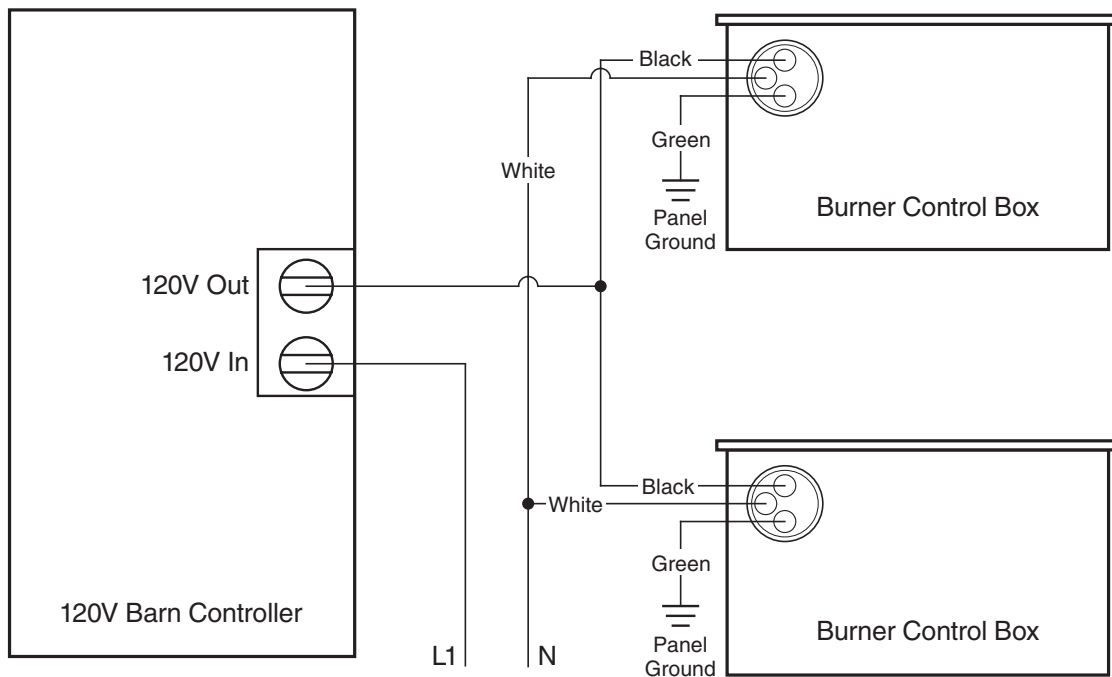 Black
Green
White
Panel
Ground
Burner Control Box
120V Out
120V In
Black
White
Green
Panel
Ground
Burner Control Box
120V Barn Controller
L1
N